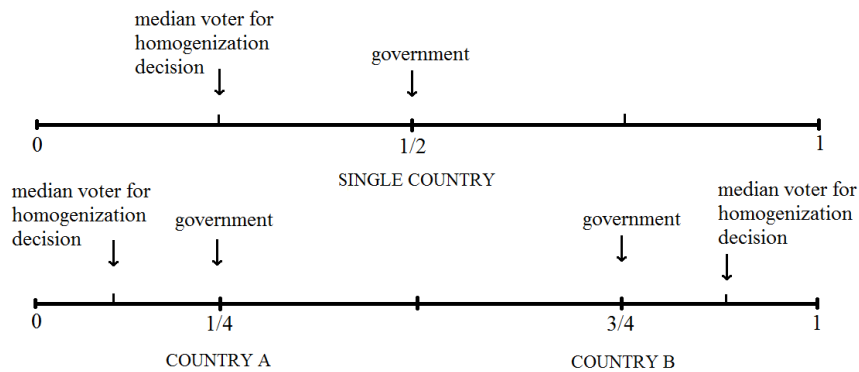 median voter for
homogenization
decision
government
0
1/2
1
SINGLE COUNTRY
median voter for
homogenization
decision
government
government
median voter for
homogenization
decision
0
1/4
3/4
1
COUNTRY A
COUNTRY B